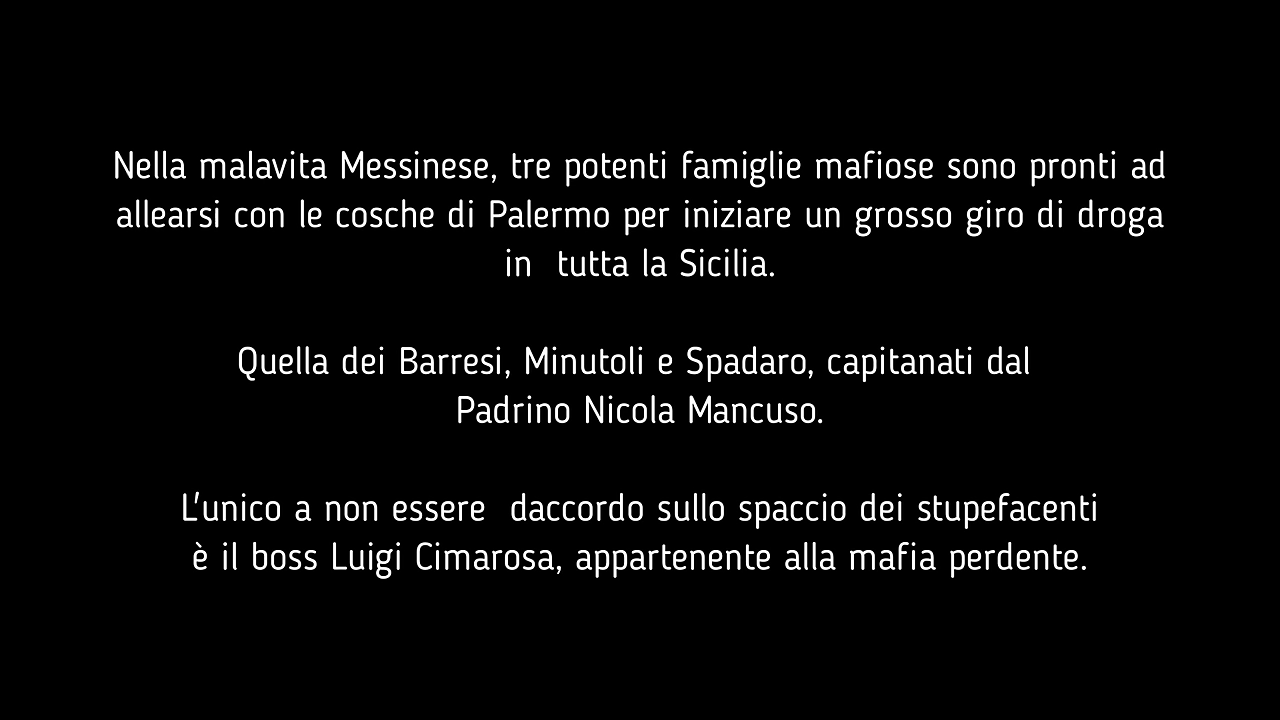 Nella malavita Messinese, tre potenti famiglie mafiose sono pronti ad
allearsi con le cosche di Palermo per iniziare un grosso giro di droga
in  tutta la Sicilia.
Quella dei Barresi, Minutoli e Spadaro, capitanati dal
Padrino Nicola Mancuso.
L'unico a non essere  daccordo sullo spaccio dei stupefacenti
è il boss Luigi Cimarosa, appartenente alla mafia perdente.